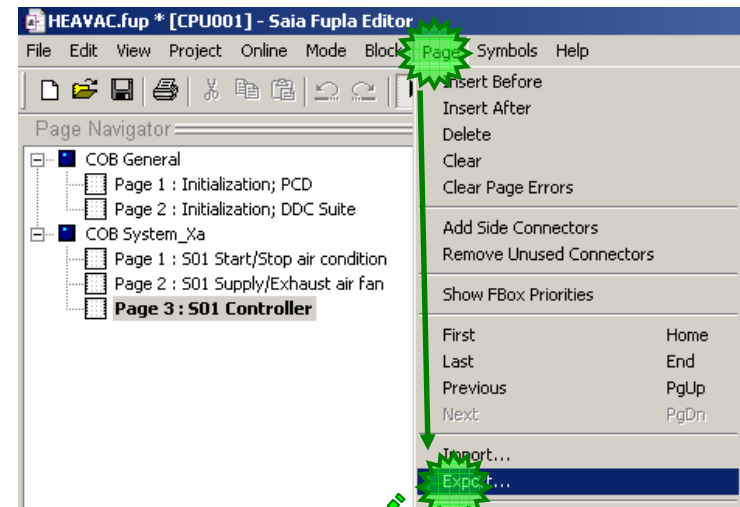 HEAVAC.fup * [CPU001] - Saia Fupla Editor
File Edit View Project Online Mode Block Page Symbols Help
Page Navigator
COB General
Page 1 : Initialization; PCD
Page 2 : Initialization; DDC Suite
COB System_Xa
Page 1 : S01 Start/Stop air condition
Page 2 : S01 Supply/Exhaust air fan
Page 3 : S01 Controller
Insert Before
Insert After
Delete
Clear
Clear Page Errors
Add Side Connectors
Remove Unused Connectors
Show FBox Priorities
First Home
Last End
Previous PgUp
Next PgDn
Import...
Export...